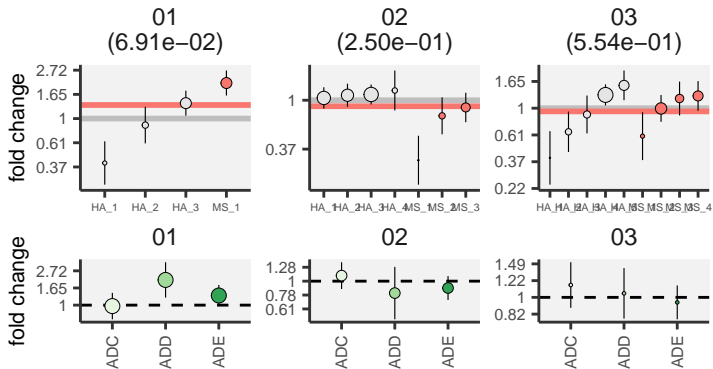 01 02 03
(6.91e−02) (2.50e−01) (5.54e−01)
fold change
2.72
1.65
1
0.61
0.37
HA_1 HA_2 HA_3 MS_1
1
0.37
HA_1 HA_2 HA_3 HA_4 MS_1 MS_2 MS_3
1.65
1
0.61
0.37
0.22
MS_4
01 02 03
fold change
2.72
1.65
1
ADC ADD ADE
1.28
1
0.78
0.61
ADC ADD ADE
1.49
1.22
1
0.82
ADC ADD ADE